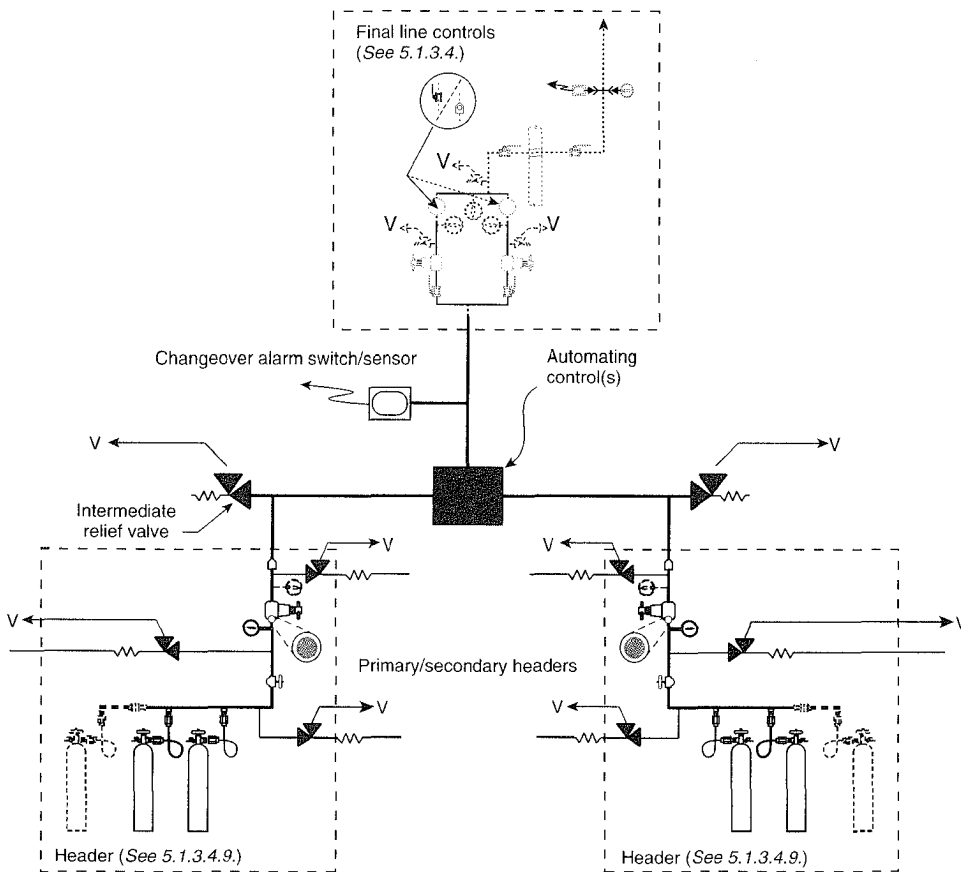 Final line controls
(See 5.1.3.4.)
V
V
V
Changeover alarm switch/sensor
Automating
control(s)
V
V
Intermediate
relief valve
V
V
V
V
Primary/secondary headers
V
V
Header (See 5.1.3.4.9.)
Header (See 5.1.3.4.9.)